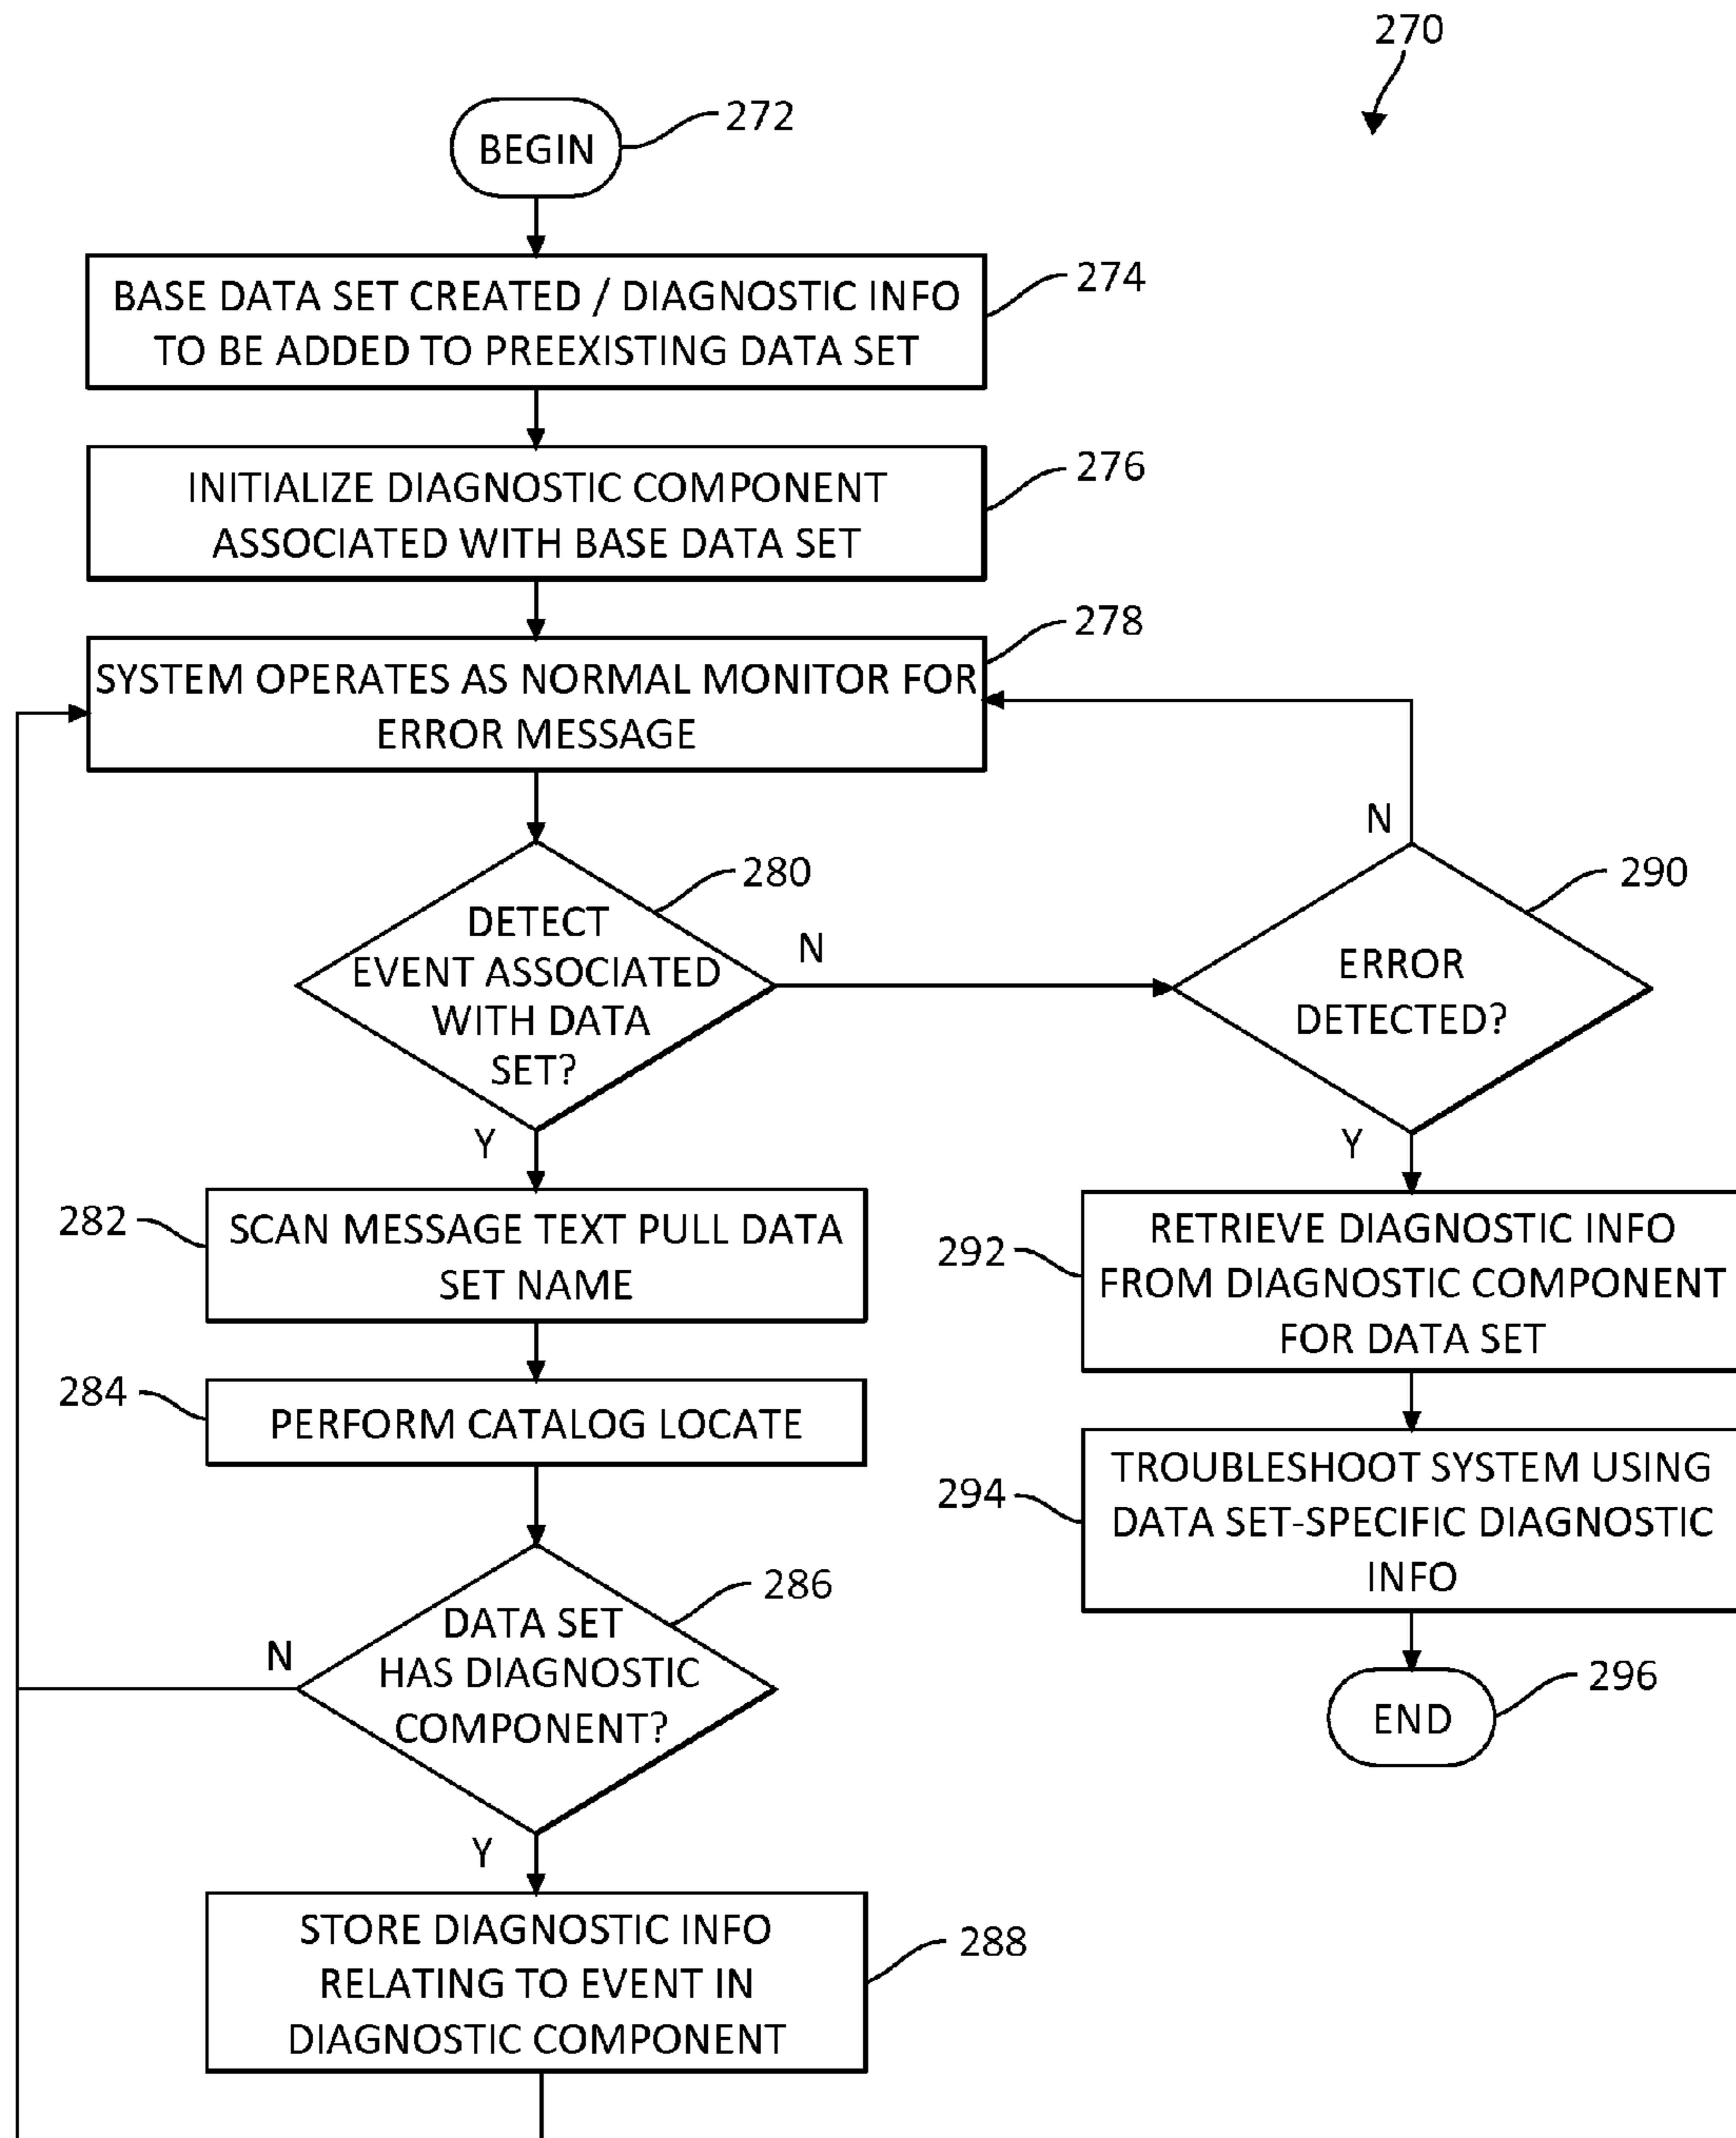 270
BEGIN
272
BASE DATA SET CREATED / DIAGNOSTIC INFO
TO BE ADDED TO PREEXISTING DATA SET
274
INITIALIZE DIAGNOSTIC COMPONENT
ASSOCIATED WITH BASE DATA SET
276
SYSTEM OPERATES AS NORMAL MONITOR FOR
ERROR MESSAGE
278
DETECT
EVENT ASSOCIATED
WITH DATA
SET?
280
N
Y
ERROR
DETECTED?
290
N
Y
282
SCAN MESSAGE TEXT PULL DATA
SET NAME
284
PERFORM CATALOG LOCATE
DATA SET
HAS DIAGNOSTIC
COMPONENT?
286
N
Y
STORE DIAGNOSTIC INFO
RELATING TO EVENT IN
DIAGNOSTIC COMPONENT
288
292
RETRIEVE DIAGNOSTIC INFO
FROM DIAGNOSTIC COMPONENT
FOR DATA SET
294
TROUBLESHOOT SYSTEM USING
DATA SET-SPECIFIC DIAGNOSTIC
INFO
END
296